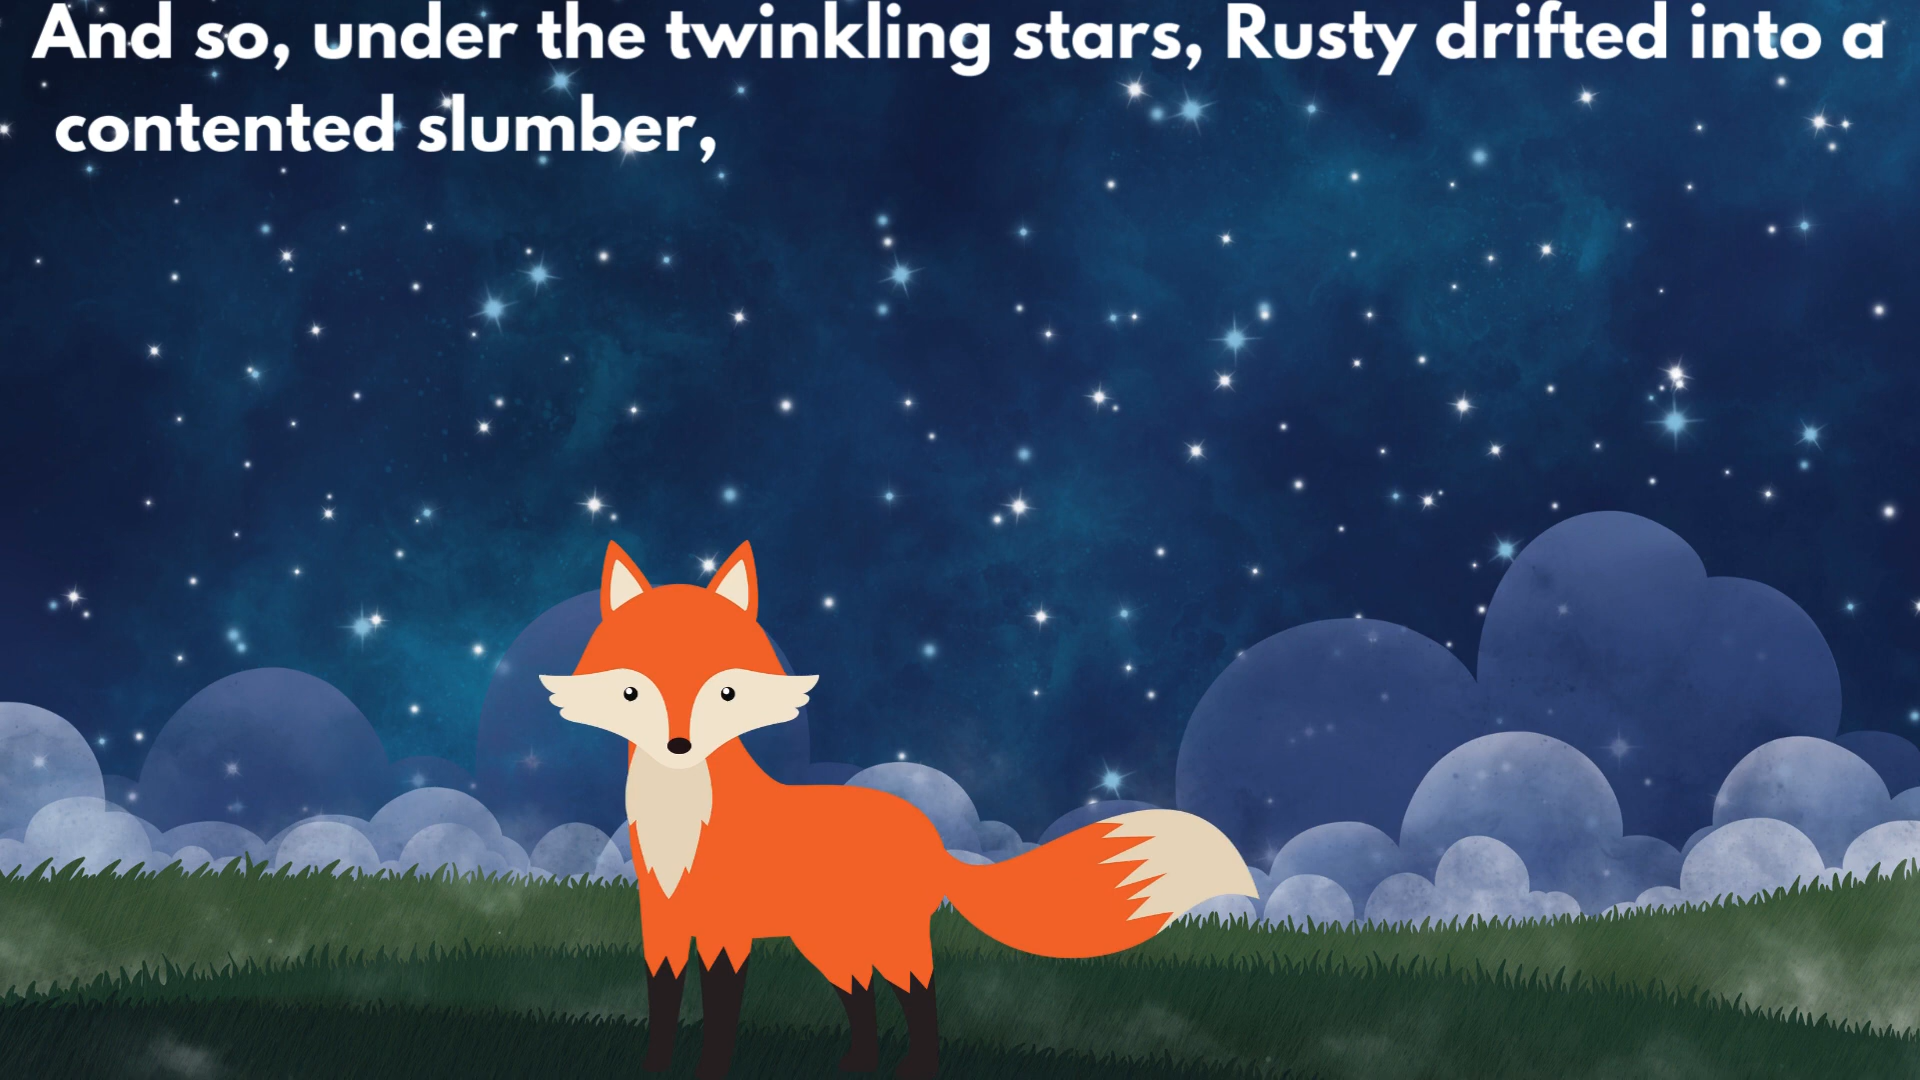 And so, under the twinkling stars, Rusty drifted into a
contented slumber,